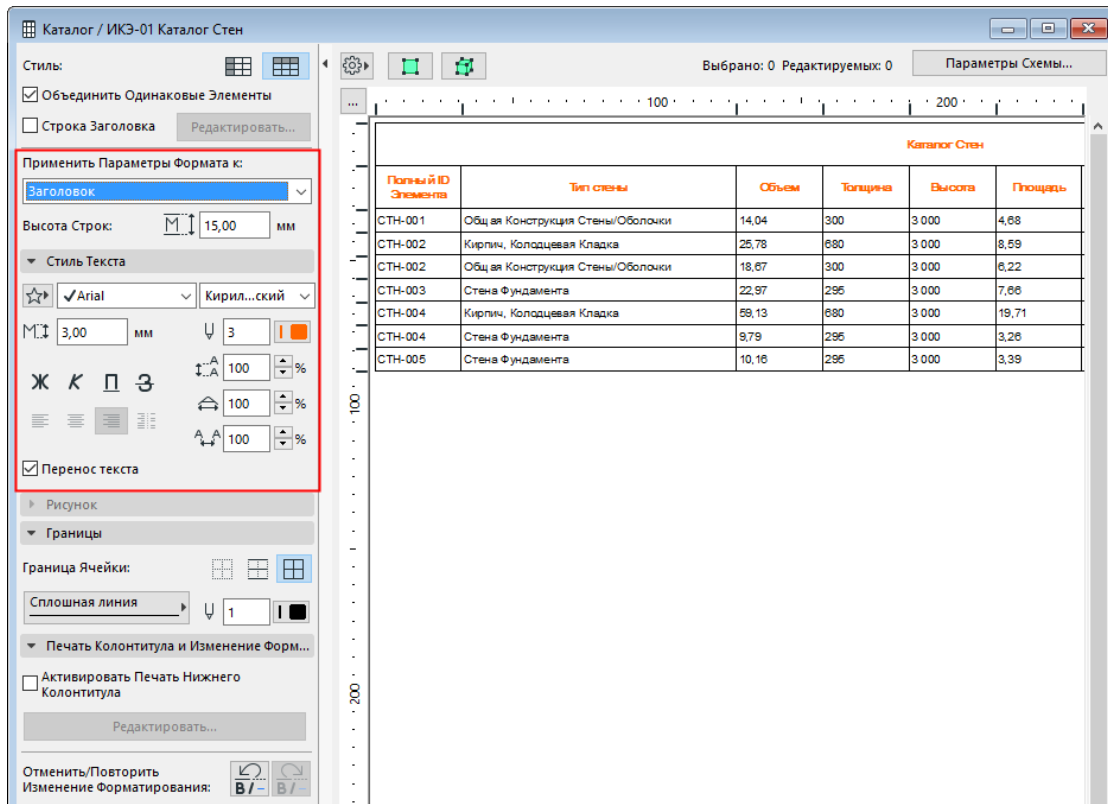 Каталог / ИКЭ-01 Каталог Стен
Стиль:
Объединить Одинаковые Элементы
Строка Заголовка Редактировать...
Применить Параметры Формата к:
Заголовок
Высота Строк: 15,00 мм
Стиль Текста
Arial Кирил...ский
3,00 мм 3
100 %
Ж К П З
100 %
100 %
Перенос текста
Рисунок
Границы
Граница Ячейки:
Сплошная линия
1
Печать Колонтитула и Изменение Форм...
Активировать Печать Нижнего
Колонтитула
Редактировать...
Отменить/Повторить
Изменение Форматирования:
Выбрано: 0 Редактируемых: 0 Параметры Схемы...
... 100 200
100
200
Каталог Стен
Полный ID
Элемента Тип стены Объем Толщина Высота Площадь
СТН-001 Общая Конструкция Стены/Оболочки 14,04 300 3 000 4,68
СТН-002 Кирпич, Колодцевая Кладка 25,78 680 3 000 8,59
СТН-002 Общая Конструкция Стены/Оболочки 18,67 300 3 000 6,22
СТН-003 Стена Фундамента 22,97 295 3 000 7,66
СТН-004 Кирпич, Колодцевая Кладка 59,13 680 3 000 19,71
СТН-004 Стена Фундамента 9,79 295 3 000 3,26
СТН-005 Стена Фундамента 10,16 295 3 000 3,39